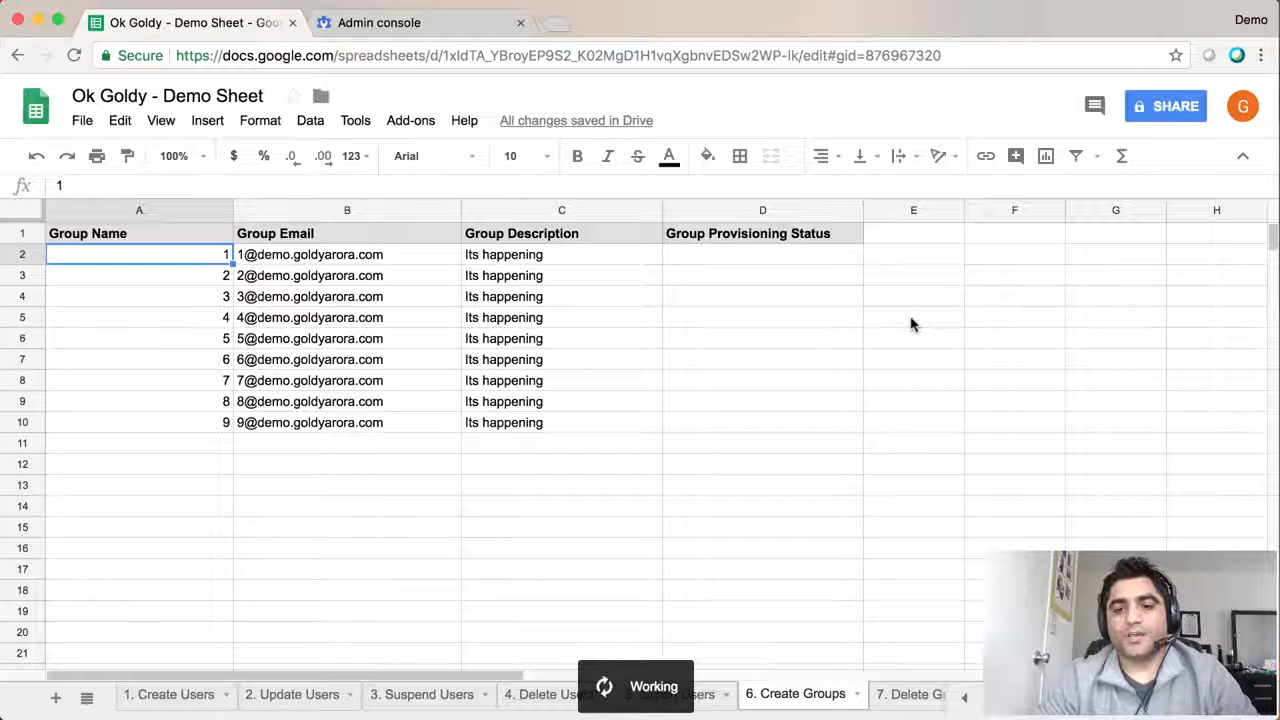 Ok Goldy - Demo Sheet - Goo
Admin console
Demo
Secure
https://docs.google.com/spreadsheets/d/1xIdTA_YBroyEP9S2_K02MgD1H1vqXgbnvEDSw2WP-lk/edit#gid=876967320
Ok Goldy - Demo Sheet
SHARE
G
File Edit View Insert Format Data Tools Add-ons Help All changes saved in Drive
100% $ % .0 .00 123 Arial 10 B I S A Σ
fx 1
A B C D E F G H
1 Group Name Group Email Group Description Group Provisioning Status
2 1 1@demo.goldyarora.com Its happening
3 2 2@demo.goldyarora.com Its happening
4 3 3@demo.goldyarora.com Its happening
5 4 4@demo.goldyarora.com Its happening
6 5 5@demo.goldyarora.com Its happening
7 6 6@demo.goldyarora.com Its happening
8 7 7@demo.goldyarora.com Its happening
9 8 8@demo.goldyarora.com Its happening
10 9 9@demo.goldyarora.com Its happening
11
12
13
14
15
16
17
18
19
20
21
1. Create Users 2. Update Users 3. Suspend Users 4. Delete Use Working Users 6. Create Groups 7. Delete G